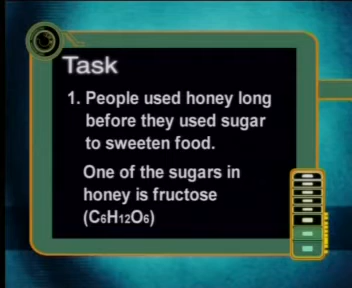 Task
1. People used honey long
before they used sugar
to sweeten food.
One of the sugars in
honey is fructose
(C₆H₁₂O₆)